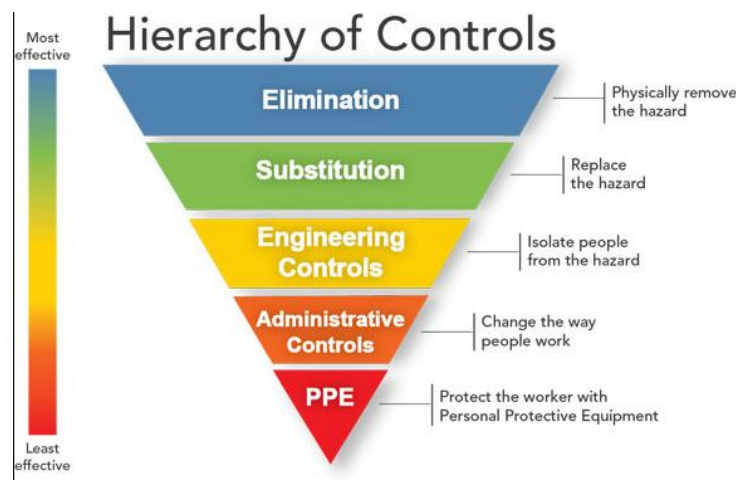 Hierarchy of Controls
Most
effective
Elimination
Physically remove
the hazard
Substitution
Replace
the hazard
Engineering
Controls
Isolate people
from the hazard
Administrative
Controls
Change the way
people work
PPE
Protect the worker with
Personal Protective Equipment
Least
effective